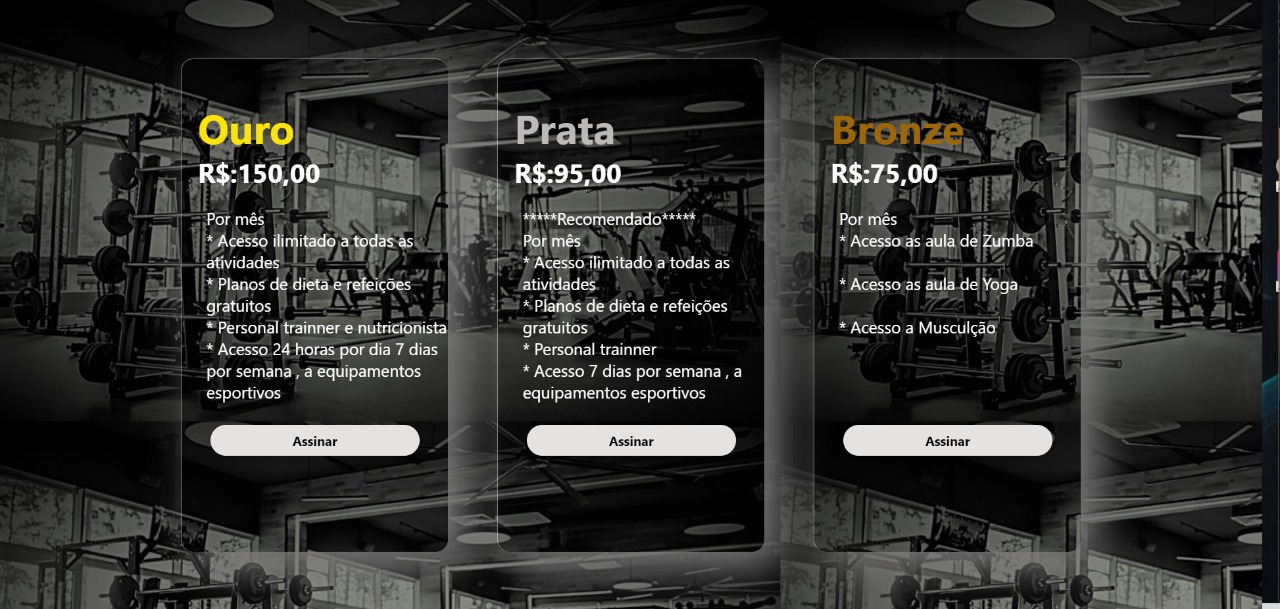 Ouro
R$:150,00
Por mês
* Acesso ilimitado a todas as
atividades
* Planos de dieta e refeições
gratuitos
* Personal trainner e nutricionista
* Acesso 24 horas por dia 7 dias
por semana , a equipamentos
esportivos
Assinar
Prata
R$:95,00
*****Recomendado*****
Por mês
* Acesso ilimitado a todas as
atividades
* Planos de dieta e refeições
gratuitos
* Personal trainner
* Acesso 7 dias por semana , a
equipamentos esportivos
Assinar
Bronze
R$:75,00
Por mês
* Acesso as aula de Zumba
* Acesso as aula de Yoga
* Acesso a Musculção
Assinar